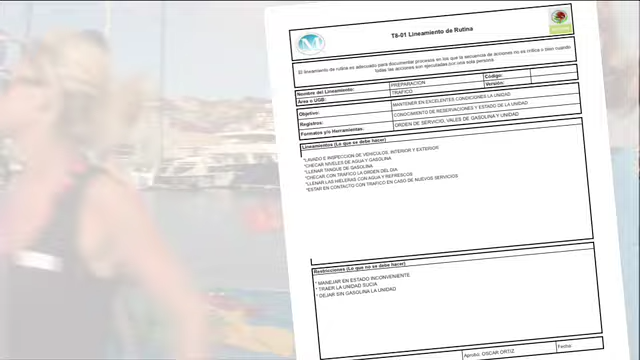 M
T8-01 Lineamiento de Rutina
El lineamiento de rutina es adecuado para documentar procesos en los que la secuencia de acciones no es crítica o bien cuando
todas las acciones son ejecutadas por una sola persona
Nombre del Lineamiento: PREPARACION Código:
Área o UGB: TRAFICO Versión:
Objetivo: MANTENER EN EXCELENTES CONDICIONES LA UNIDAD
Registros: CONOCIMIENTO DE RESERVACIONES Y ESTADO DE LA UNIDAD
Formatos y/o Herramientas: ORDEN DE SERVICIO, VALES DE GASOLINA Y UNIDAD
Lineamientos (Lo que se debe hacer)
*LAVADO E INSPECCION DE VEHICULOS, INTERIOR Y EXTERIOR
*CHECAR NIVELES DE AGUA Y GASOLINA
*LLENAR TANQUE DE GASOLINA
*CHECAR CON TRAFICO LA ORDEN DEL DIA
*LLENAR LAS HIELERAS CON AGUA Y REFRESCOS
*ESTAR EN CONTACTO CON TRAFICO EN CASO DE NUEVOS SERVICIOS
Restricciones (Lo que no se debe hacer)
* MANEJAR EN ESTADO INCONVENIENTE
* TRAER LA UNIDAD SUCIA
* DEJAR SIN GASOLINA LA UNIDAD
Aprobó: OSCAR ORTIZ Fecha: